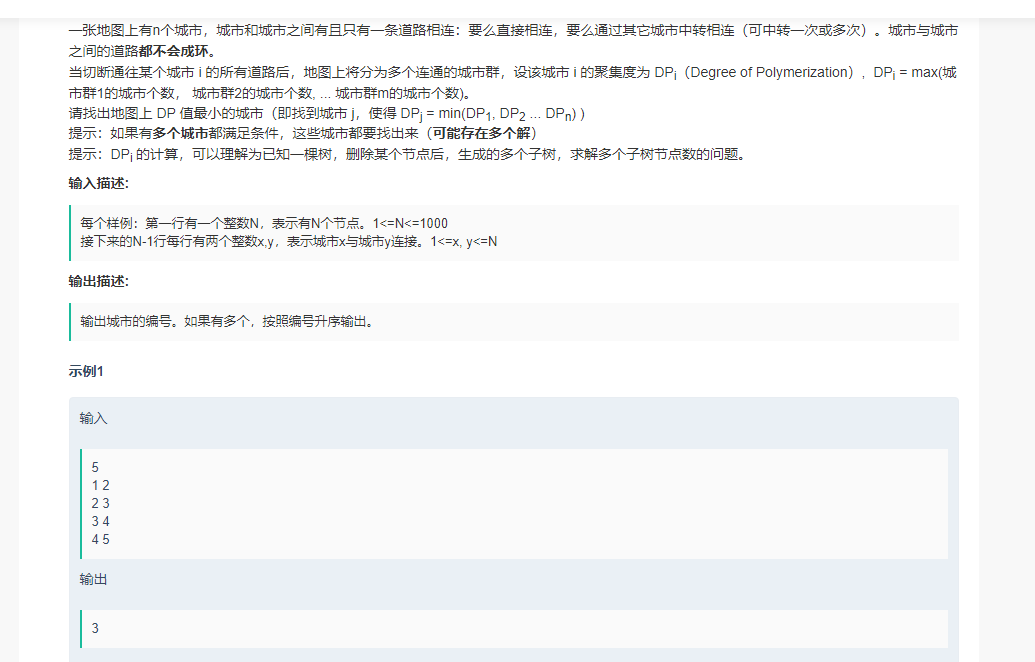 一张地图上有n个城市，城市和城市之间有且只有一条道路相连：要么直接相连，要么通过其它城市中转相连（可中转一次或多次）。城市与城市
之间的道路都不会成环。
当切断通往某个城市 i 的所有道路后，地图上将分为多个连通的城市群，设该城市 i 的聚集度为 DPi（Degree of Polymerization），DPi = max(城
市群1的城市个数， 城市群2的城市个数, ... 城市群m的城市个数)。
请找出地图上 DP 值最小的城市（即找到城市 j，使得 DPj = min(DP1, DP2 ... DPn) ）
提示：如果有多个城市都满足条件，这些城市都要找出来（可能存在多个解）
提示：DPi 的计算，可以理解为已知一棵树，删除某个节点后，生成的多个子树，求解多个子树节点数的问题。
输入描述:
每个样例：第一行有一个整数N，表示有N个节点。1<=N<=1000
接下来的N-1行每行有两个整数x,y，表示城市x与城市y连接。1<=x, y<=N
输出描述:
输出城市的编号。如果有多个，按照编号升序输出。
示例1
输入
5
1 2
2 3
3 4
4 5
输出
3